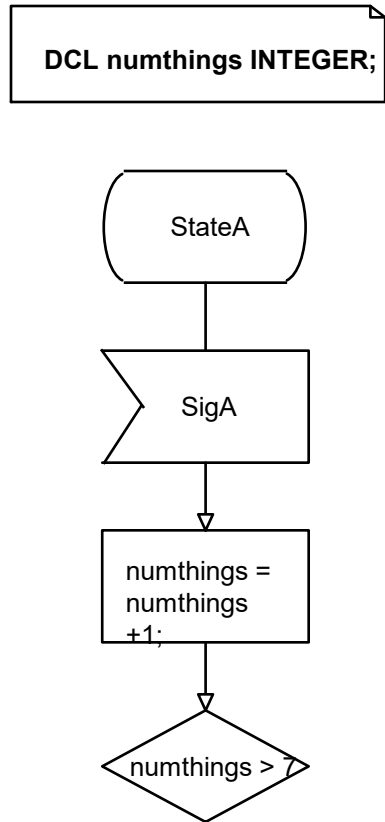 DCL numthings INTEGER;
StateA
SigA
numthings =
numthings
+1;
numthings > 7